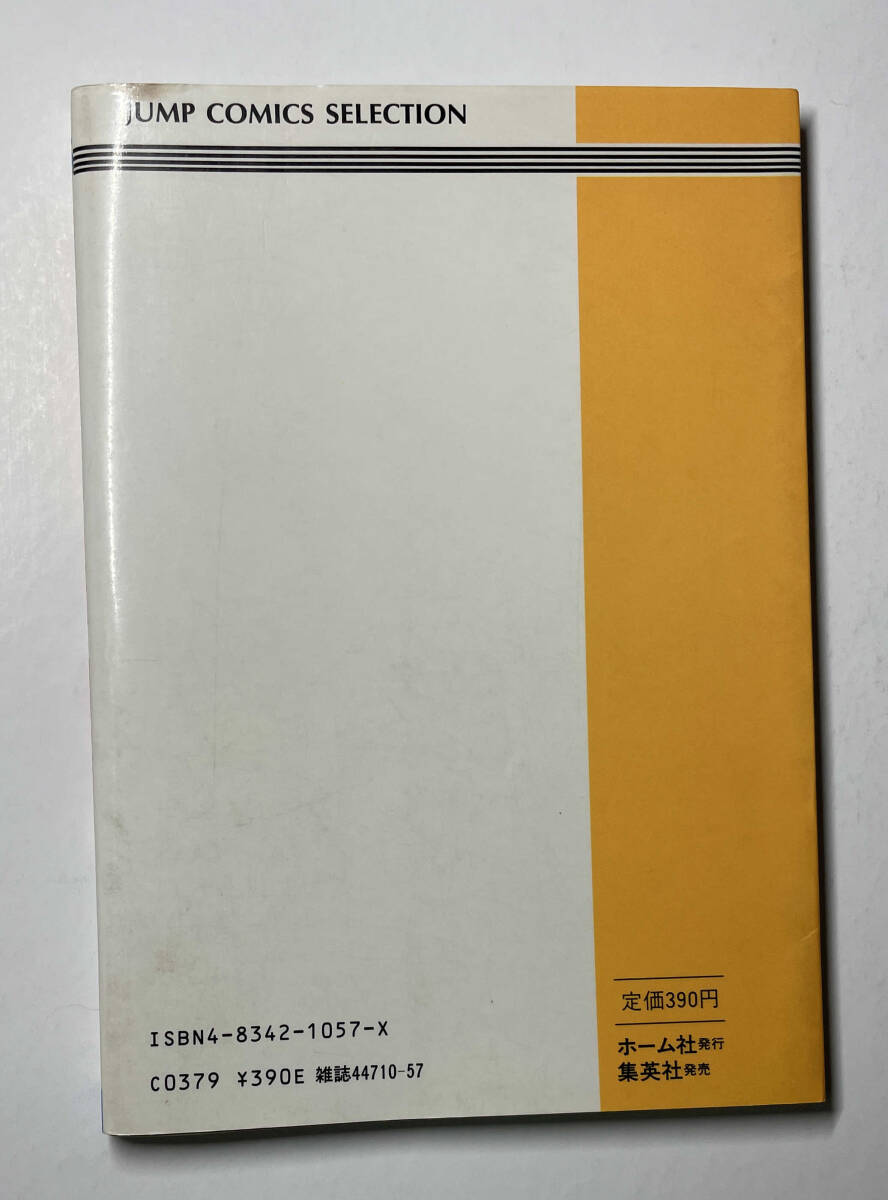 JUMP COMICS SELECTION
定価390円
ホーム社発行
集英社発売
ISBN4-8342-1057-X
C0379 ¥390E 雑誌44710-57